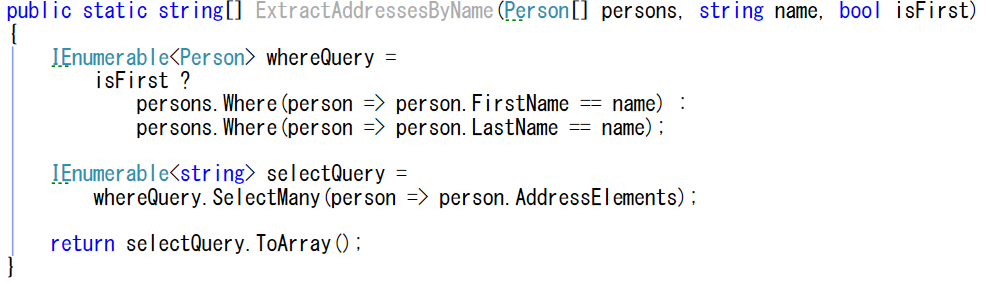 public static string[] ExtractAddressesByName(Person[] persons, string name, bool isFirst)
{
    IEnumerable<Person> whereQuery =
        isFirst ?
            persons.Where(person => person.FirstName == name) :
            persons.Where(person => person.LastName == name);

    IEnumerable<string> selectQuery =
        whereQuery.SelectMany(person => person.AddressElements);

    return selectQuery.ToArray();
}